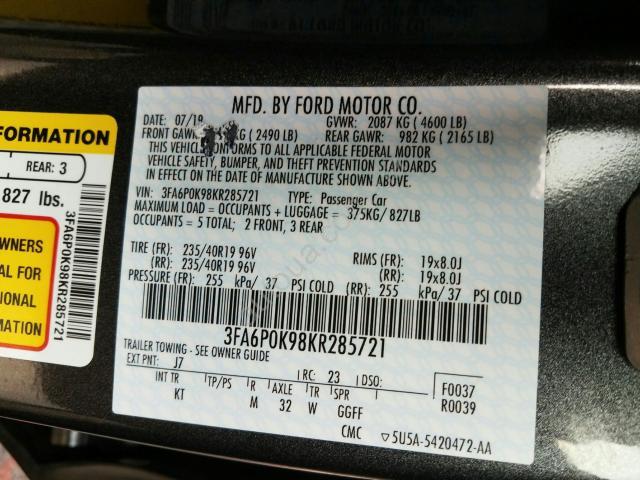 ORMATION
REAR: 3
827 lbs.
3FA6P0K98KR285721
OWNERS
AL FOR
IONAL
MATION
MFD. BY FORD MOTOR CO.
DATE: 07/19 GVWR: 2087 KG ( 4600 LB)
FRONT GAWR: KG ( 2490 LB) REAR GAWR: 982 KG ( 2165 LB)
THIS VEHICLE CONFORMS TO ALL APPLICABLE FEDERAL MOTOR
VEHICLE SAFETY, BUMPER, AND THEFT PREVENTION STANDARDS
IN EFFECT ON THE DATE OF MANUFACTURE SHOWN ABOVE.
VIN: 3FA6P0K98KR285721 TYPE: Passenger Car
MAXIMUM LOAD = OCCUPANTS + LUGGAGE = 375KG/ 827LB
OCCUPANTS = 5 TOTAL; 2 FRONT, 3 REAR
TIRE (FR): 235/40R19 96V RIMS (FR): 19x8.0J
TIRE (RR): 235/40R19 96V (RR): 19x8.0J
PRESSURE (FR): 255 kPa/ 37 PSI COLD (RR): 255 kPa/ 37 PSI COLD
3FA6P0K98KR285721
TRAILER TOWING - SEE OWNER GUIDE
EXT PNT: J7 RC: 23 DSO: F0037
INT TR TP/PS R AXLE TR SPR R0039
KT M 32 W GGFF
CMC ▽5U5A-5420472-AA